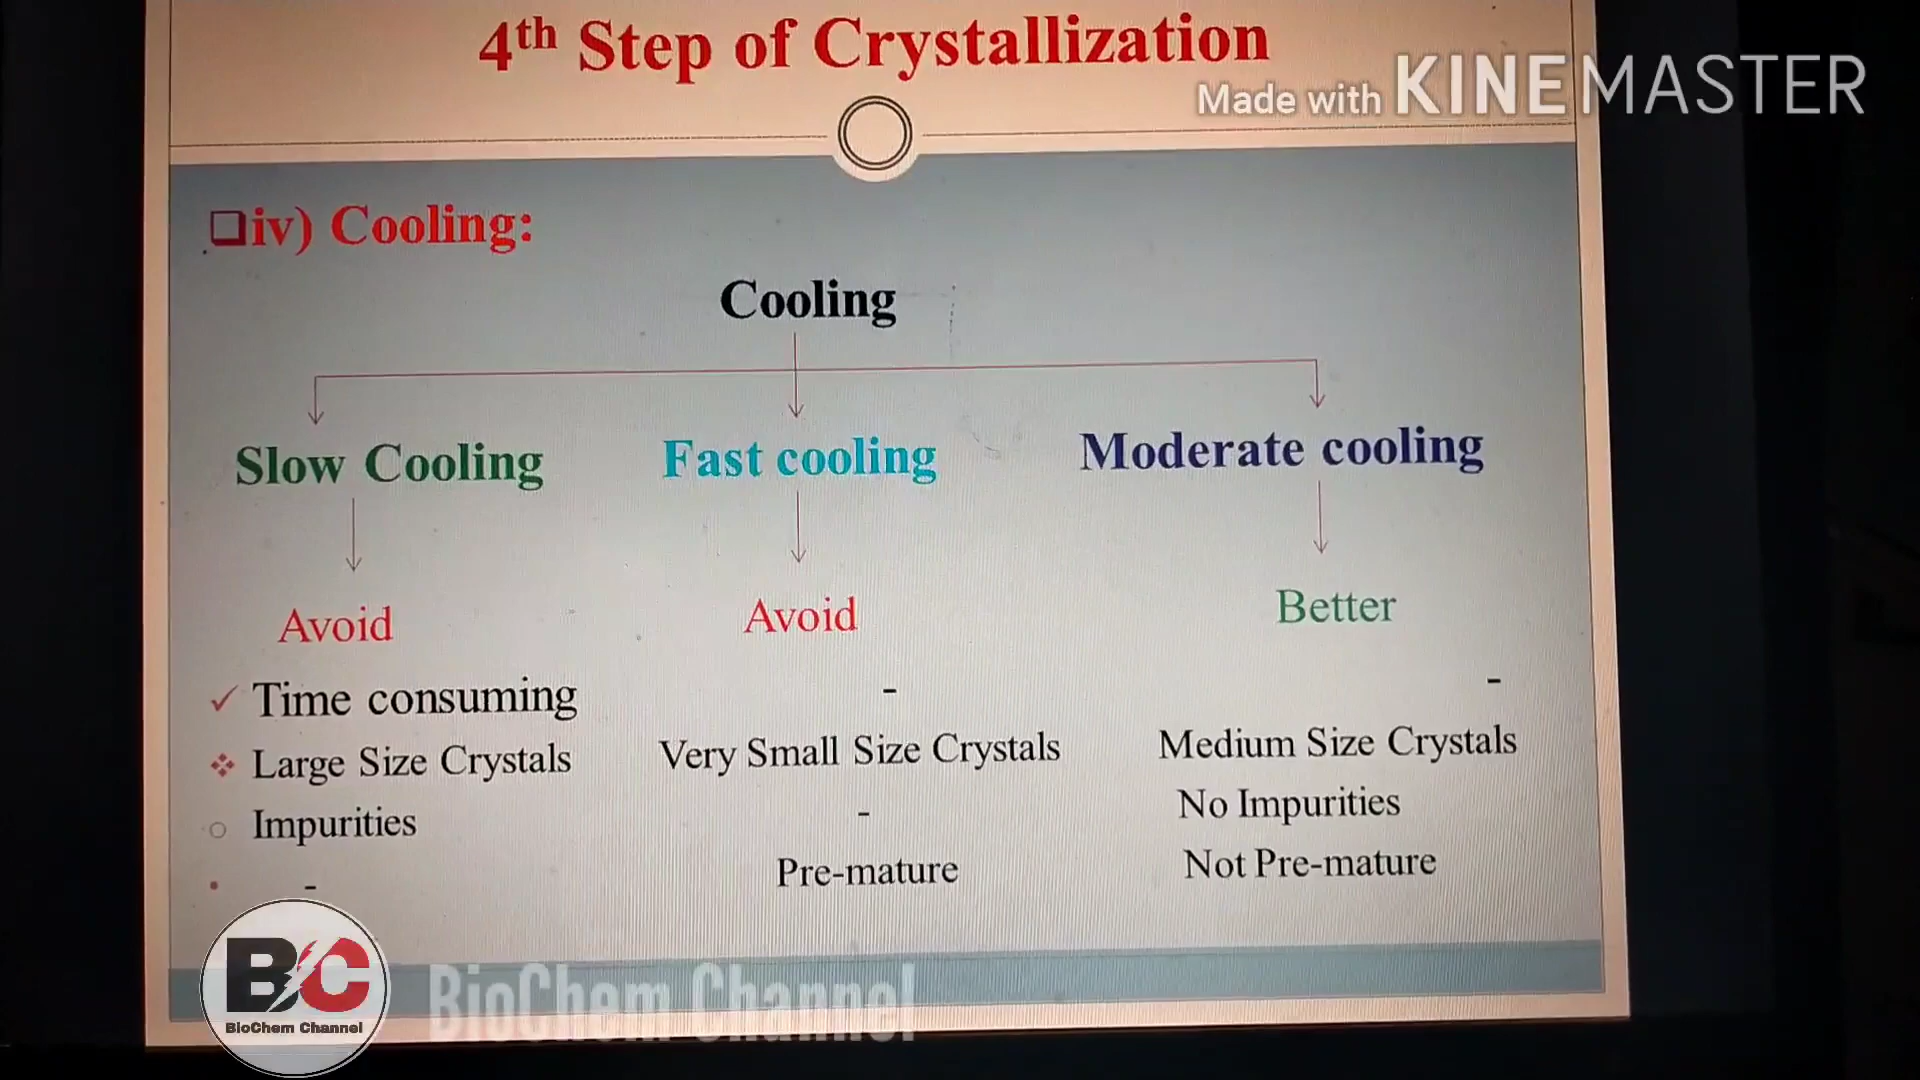 4th Step of Crystallization
Made with KINEMASTER
iv) Cooling:
Cooling
Slow Cooling Fast cooling Moderate cooling
Avoid Avoid Better
Time consuming - -
Large Size Crystals Very Small Size Crystals Medium Size Crystals
Impurities - No Impurities
- Pre-mature Not Pre-mature
BC
BioChem Channel
BioChem Channel